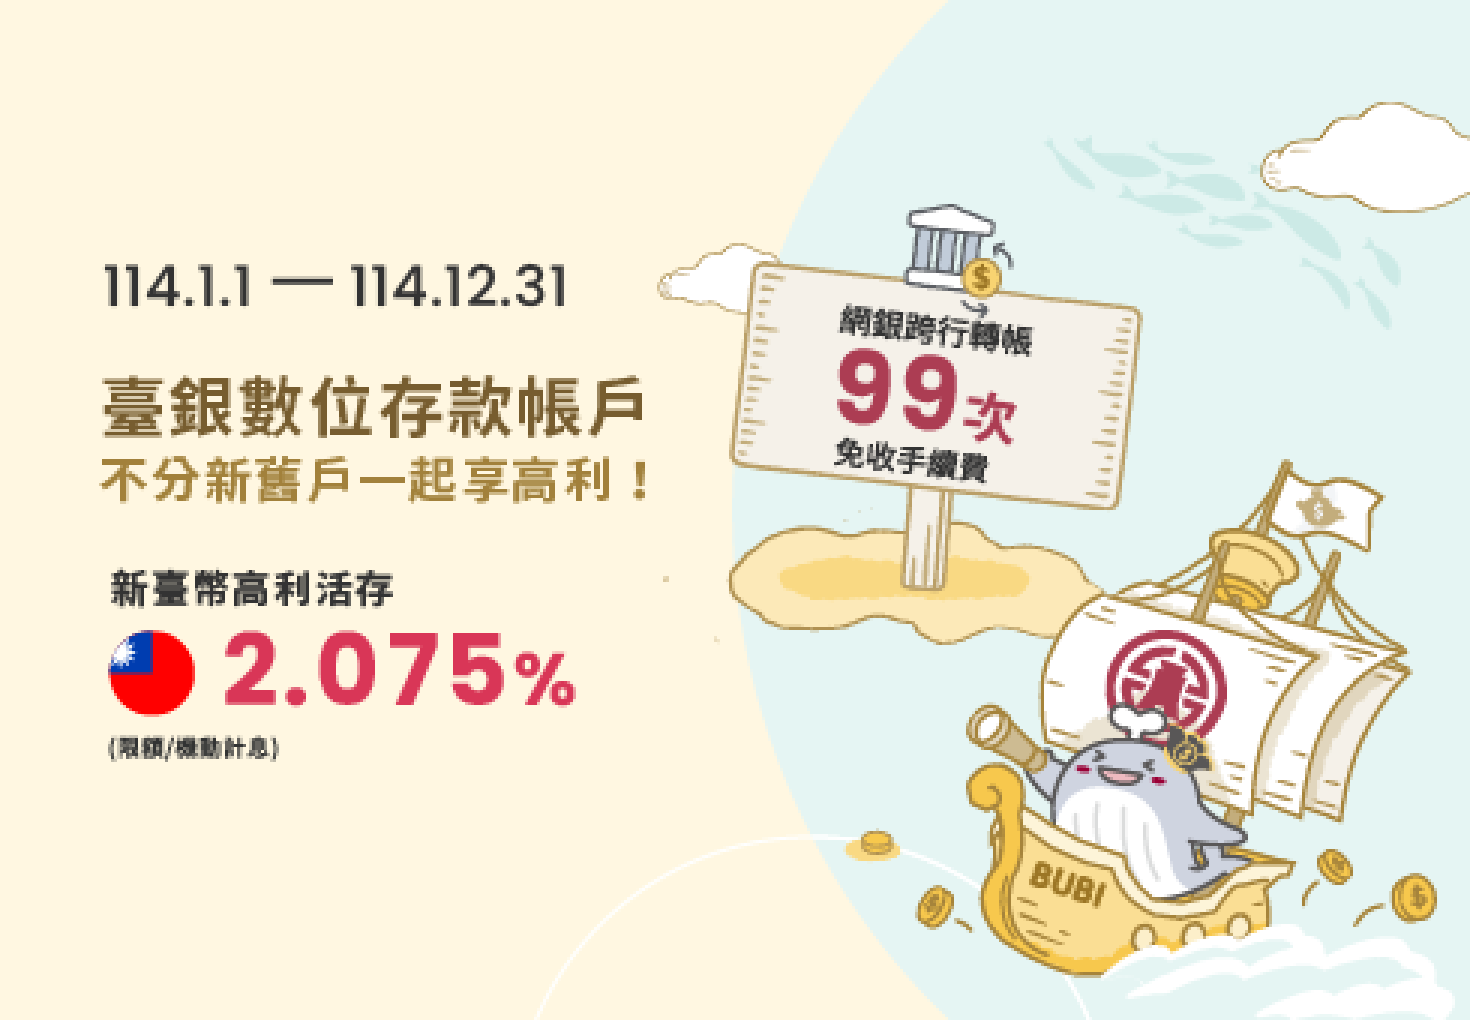 114.1.1 — 114.12.31
臺銀數位存款帳戶
不分新舊戶一起享高利！
新臺幣高利活存
2.075%
(限額/機動計息)
網銀跨行轉帳
99次
免收手續費
BUBI